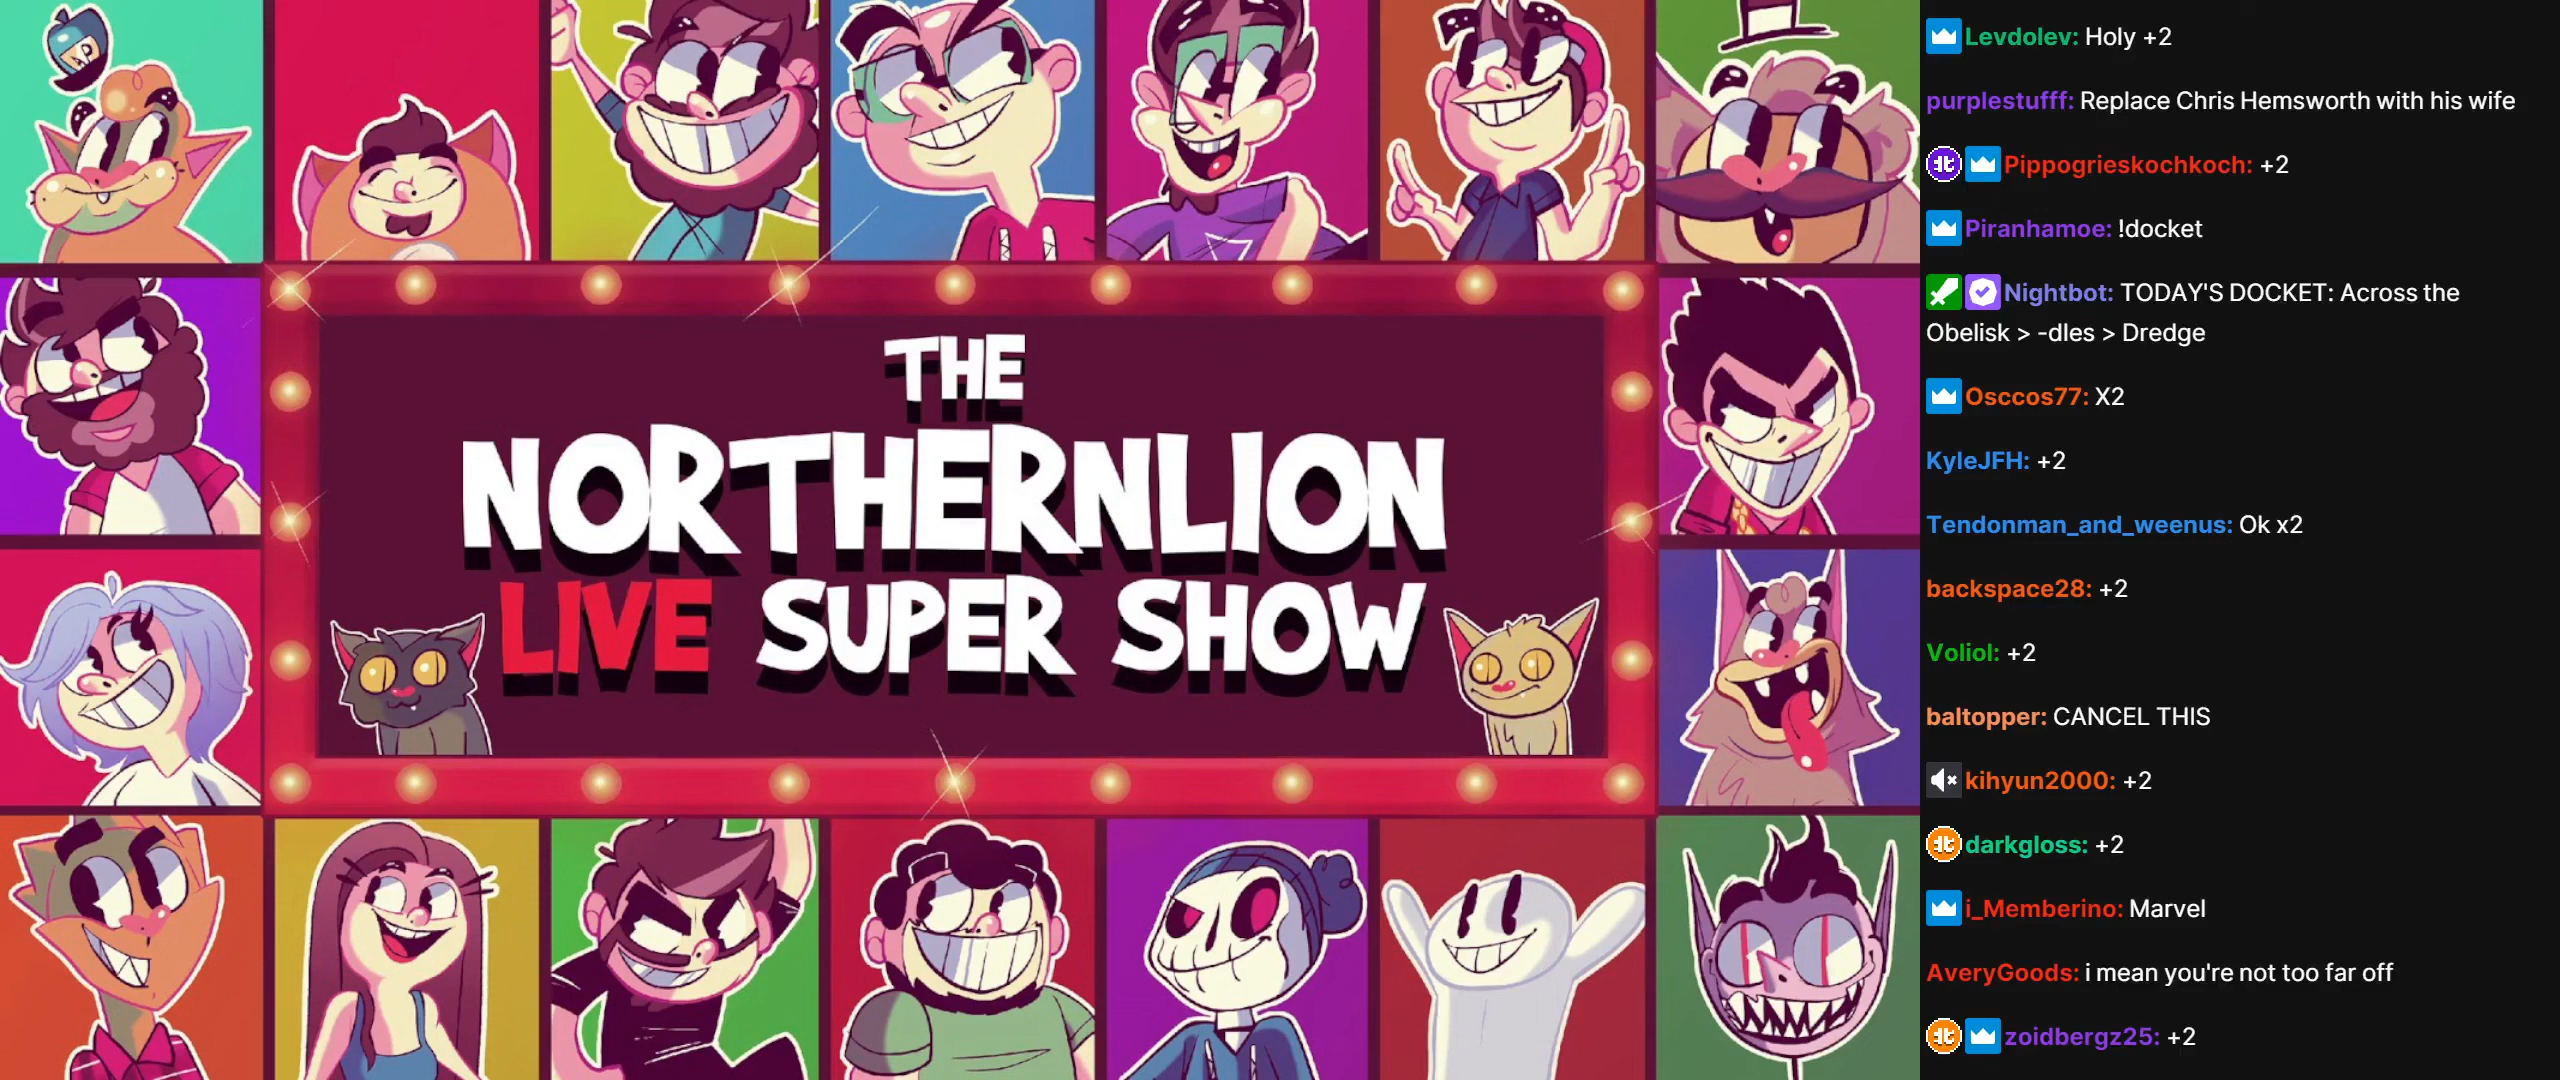 THE
NORTHERNLION
LIVE SUPER SHOW
Levdolev: Holy +2
purplestufff: Replace Chris Hemsworth with his wife
Pippogrieskochkoch: +2
Piranhamoe: !docket
Nightbot: TODAY'S DOCKET: Across the
Obelisk > -dles > Dredge
Osccos77: X2
KyleJFH: +2
Tendonman_and_weenus: Ok x2
backspace28: +2
Voliol: +2
baltopper: CANCEL THIS
kihyun2000: +2
darkgloss: +2
i_Memberino: Marvel
AveryGoods: i mean you're not too far off
zoidbergz25: +2